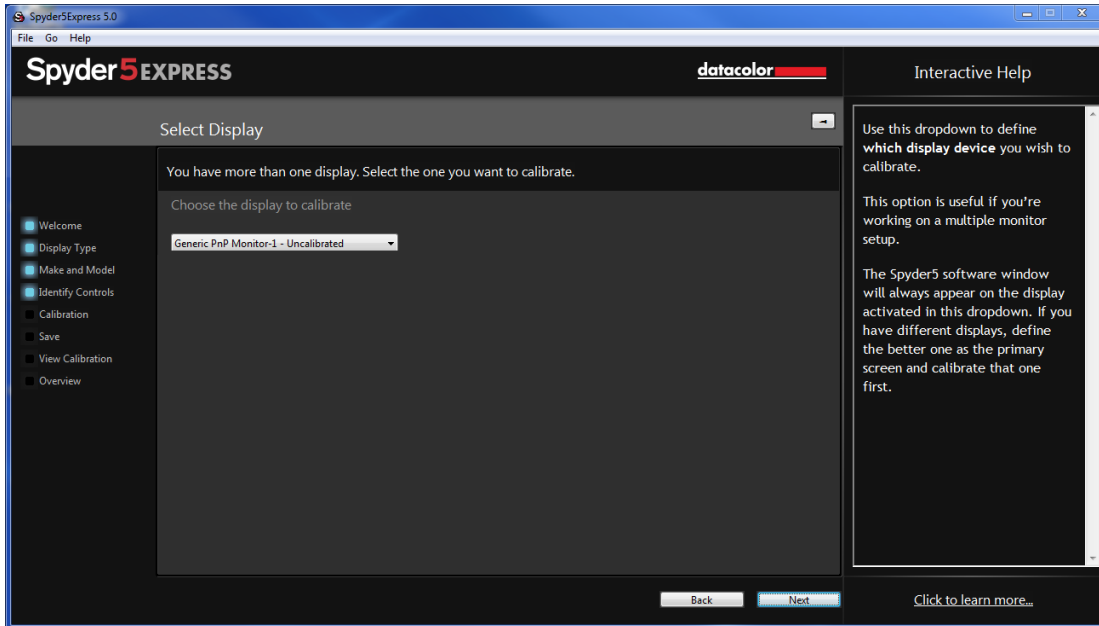 Spyder5Express 5.0
File Go Help
Spyder5EXPRESS
datacolor
Interactive Help
Select Display
You have more than one display. Select the one you want to calibrate.
Choose the display to calibrate
Generic PnP Monitor-1 - Uncalibrated
Welcome
Display Type
Make and Model
Identify Controls
Calibration
Save
View Calibration
Overview
Use this dropdown to define
which display device you wish to
calibrate.
This option is useful if you're
working on a multiple monitor
setup.
The Spyder5 software window
will always appear on the display
activated in this dropdown. If you
have different displays, define
the better one as the primary
screen and calibrate that one
first.
Back
Next
Click to learn more...